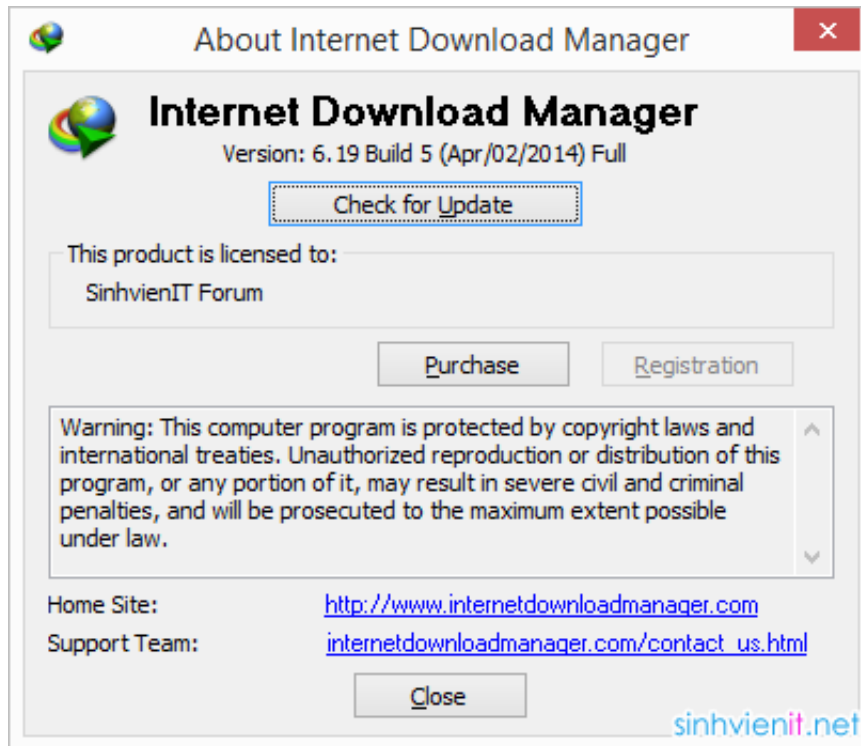 About Internet Download Manager
Internet Download Manager
Version: 6.19 Build 5 (Apr/02/2014) Full
Check for Update
This product is licensed to:
SinhvienIT Forum
Purchase
Registration
Warning: This computer program is protected by copyright laws and
international treaties. Unauthorized reproduction or distribution of this
program, or any portion of it, may result in severe civil and criminal
penalties, and will be prosecuted to the maximum extent possible
under law.
Home Site: http://www.internetdownloadmanager.com
Support Team: internetdownloadmanager.com/contact_us.html
Close
sinhvienit.net